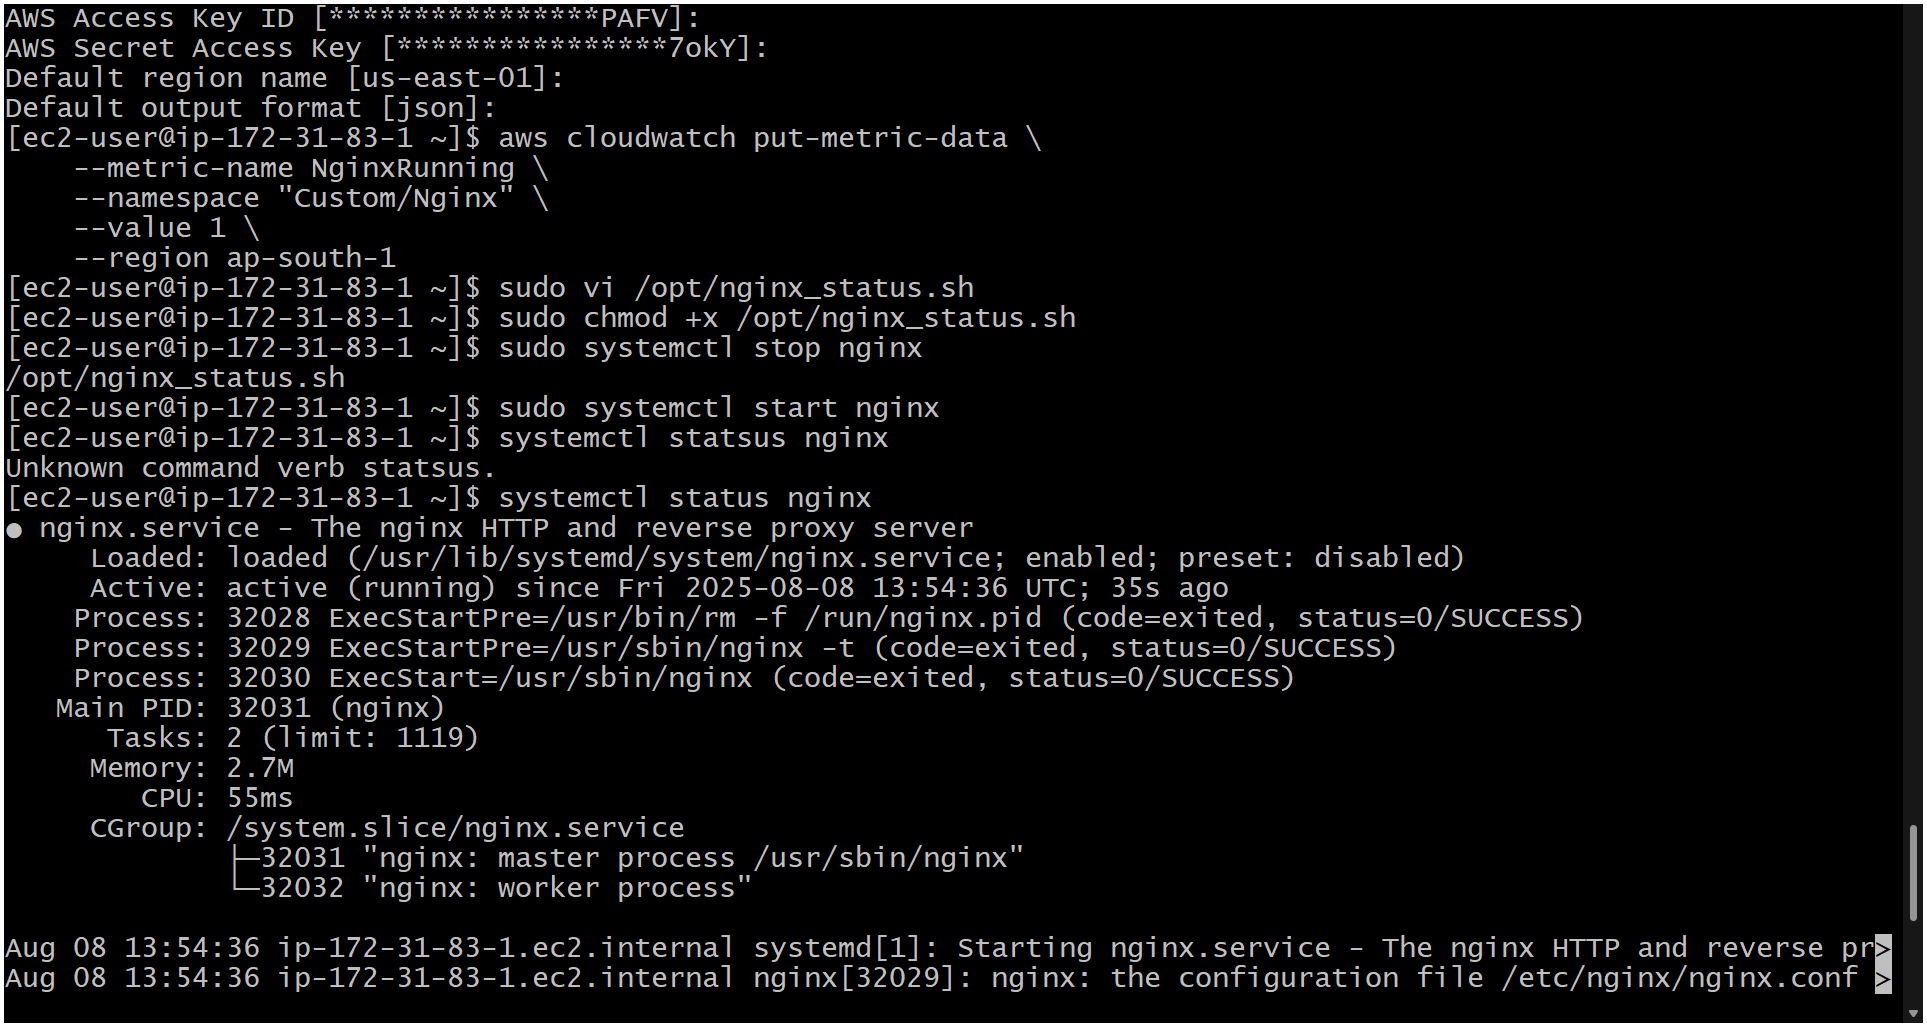 AWS Access Key ID [****************PAFV]:
AWS Secret Access Key [****************7okY]:
Default region name [us-east-01]:
Default output format [json]:
[ec2-user@ip-172-31-83-1 ~]$ aws cloudwatch put-metric-data \
    --metric-name NginxRunning \
    --namespace "Custom/Nginx" \
    --value 1 \
    --region ap-south-1
[ec2-user@ip-172-31-83-1 ~]$ sudo vi /opt/nginx_status.sh
[ec2-user@ip-172-31-83-1 ~]$ sudo chmod +x /opt/nginx_status.sh
[ec2-user@ip-172-31-83-1 ~]$ sudo systemctl stop nginx
/opt/nginx_status.sh
[ec2-user@ip-172-31-83-1 ~]$ sudo systemctl start nginx
[ec2-user@ip-172-31-83-1 ~]$ systemctl statsus nginx
Unknown command verb statsus.
[ec2-user@ip-172-31-83-1 ~]$ systemctl status nginx
● nginx.service - The nginx HTTP and reverse proxy server
     Loaded: loaded (/usr/lib/systemd/system/nginx.service; enabled; preset: disabled)
     Active: active (running) since Fri 2025-08-08 13:54:36 UTC; 35s ago
    Process: 32028 ExecStartPre=/usr/bin/rm -f /run/nginx.pid (code=exited, status=0/SUCCESS)
    Process: 32029 ExecStartPre=/usr/sbin/nginx -t (code=exited, status=0/SUCCESS)
    Process: 32030 ExecStart=/usr/sbin/nginx (code=exited, status=0/SUCCESS)
   Main PID: 32031 (nginx)
      Tasks: 2 (limit: 1119)
     Memory: 2.7M
        CPU: 55ms
     CGroup: /system.slice/nginx.service
             ├─32031 "nginx: master process /usr/sbin/nginx"
             └─32032 "nginx: worker process"
Aug 08 13:54:36 ip-172-31-83-1.ec2.internal systemd[1]: Starting nginx.service - The nginx HTTP and reverse pr>
Aug 08 13:54:36 ip-172-31-83-1.ec2.internal nginx[32029]: nginx: the configuration file /etc/nginx/nginx.conf >